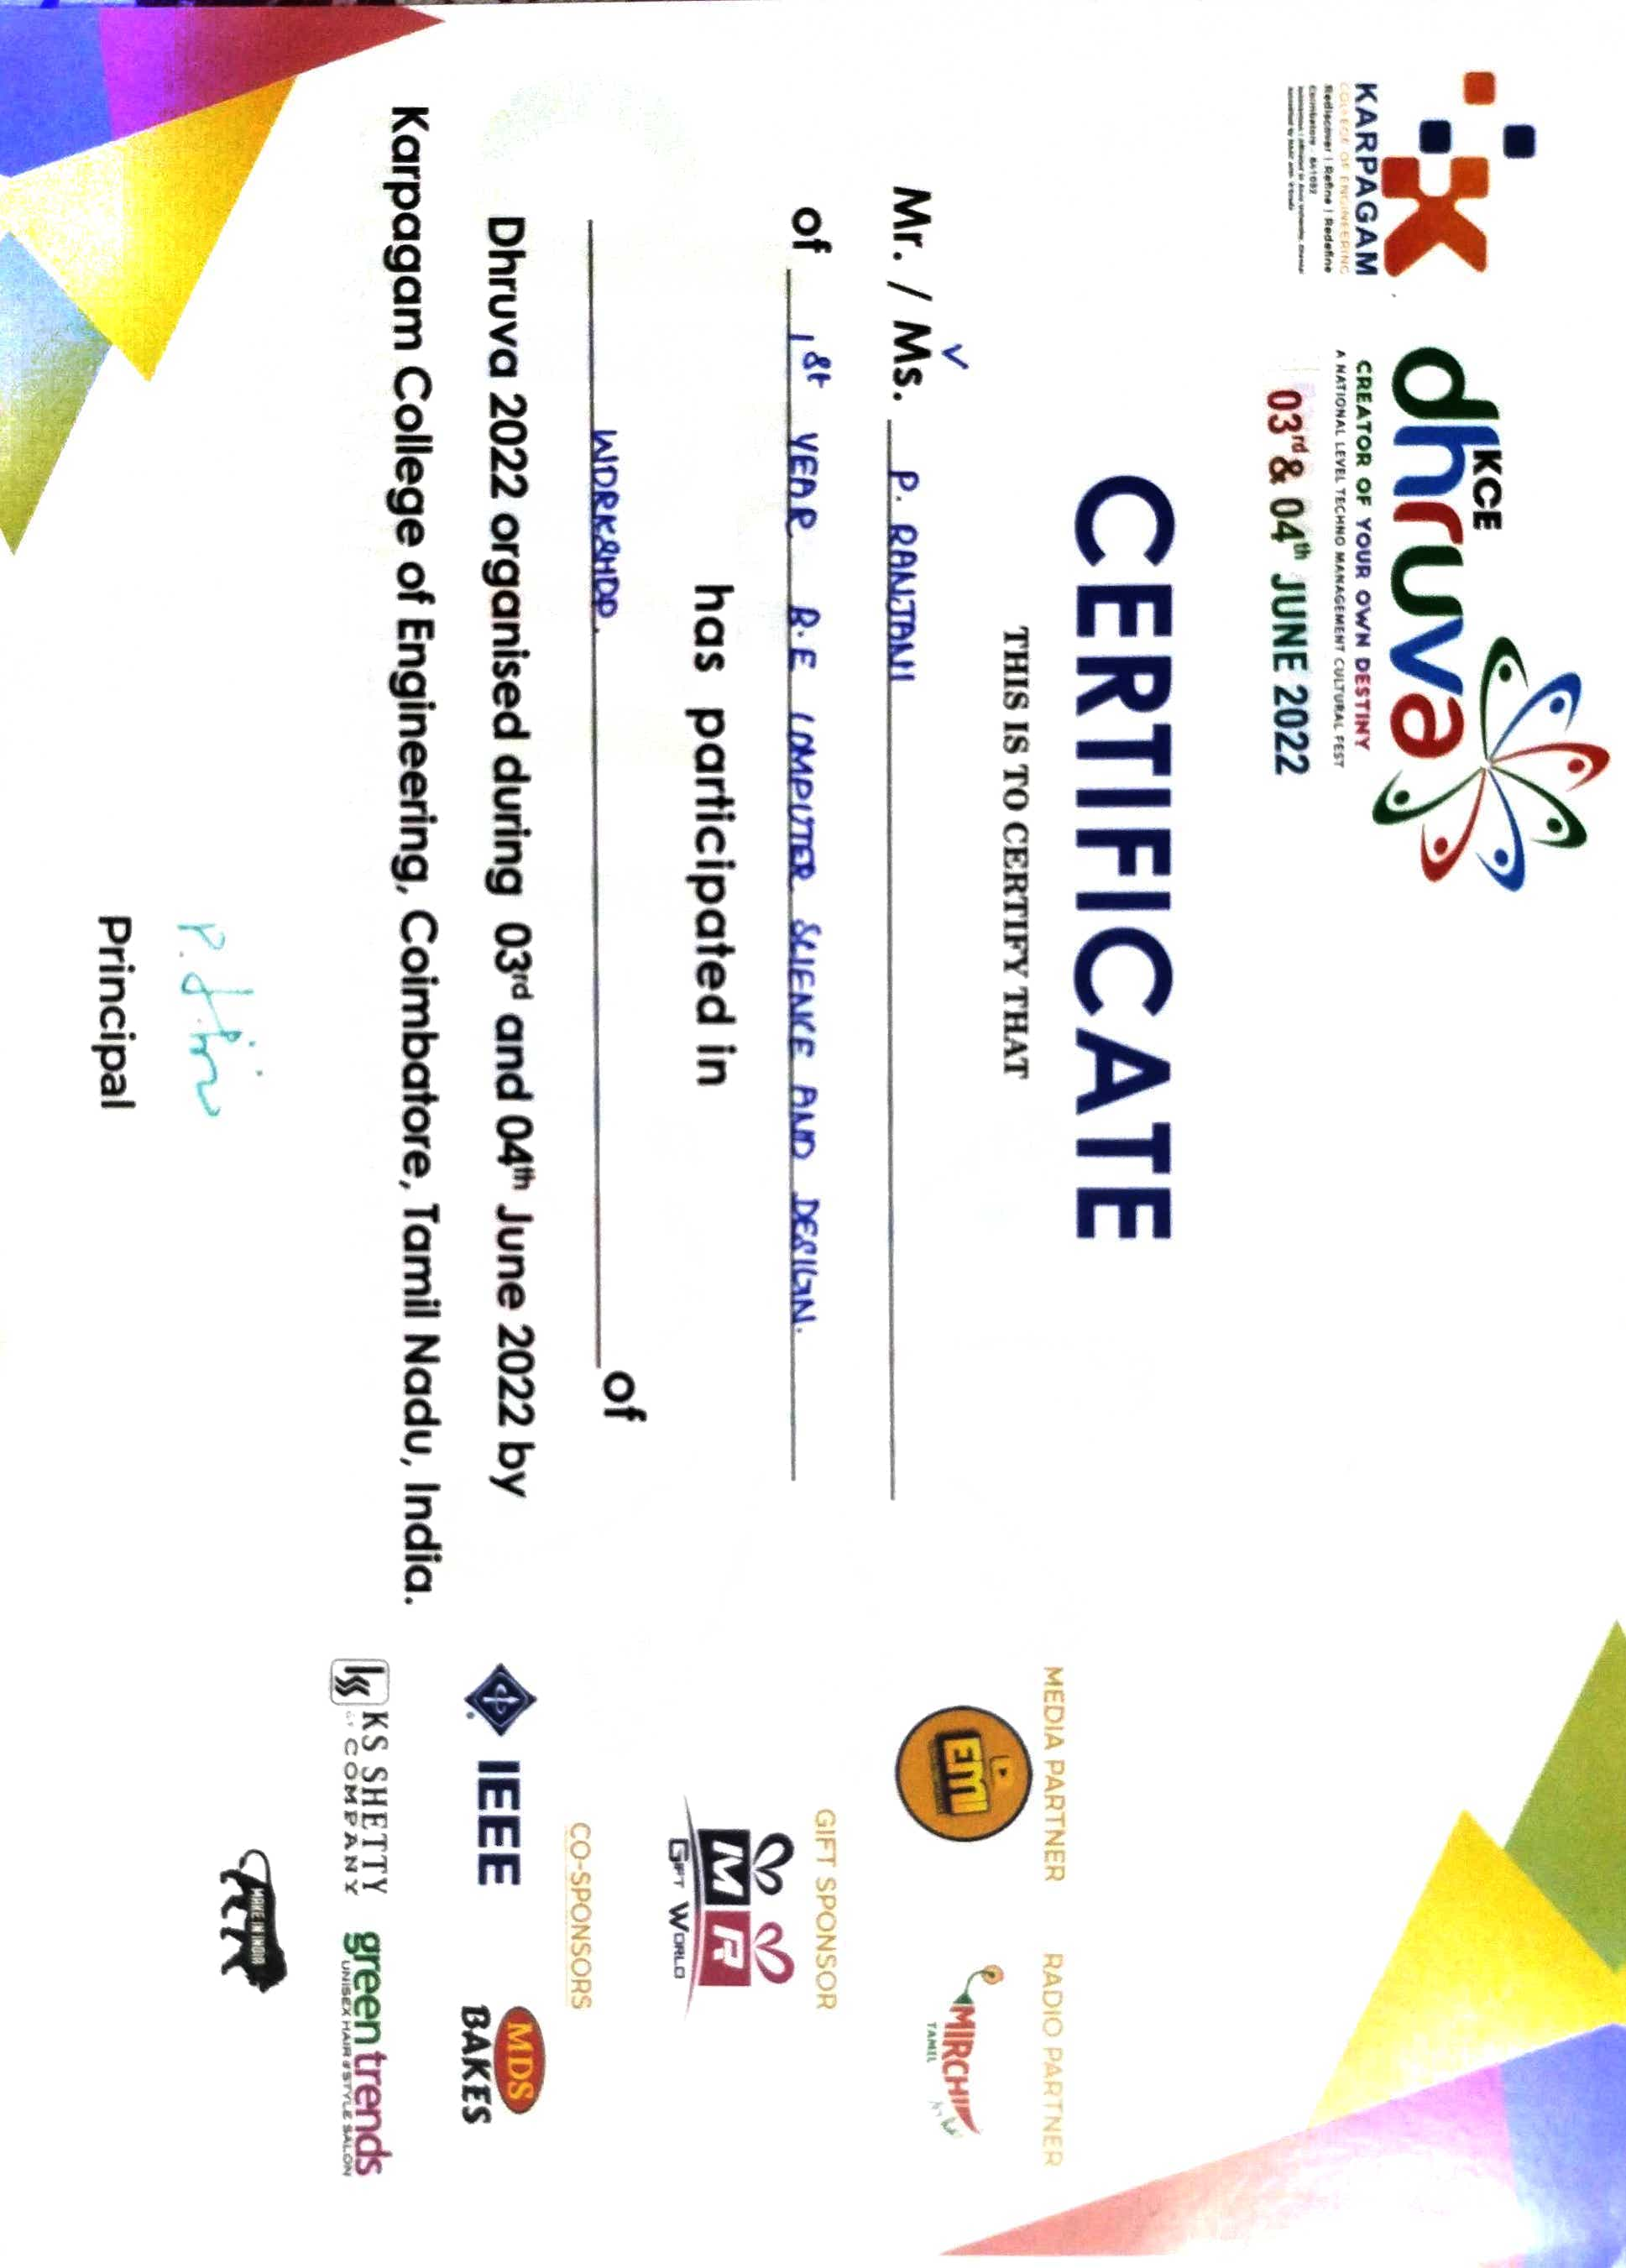 KARPAGAM
COLLEGE OF ENGINEERING
Rediscover | Refine | Redefine
Coimbatore - 641032
KCE
dhruva
CREATOR OF YOUR OWN DESTINY
A NATIONAL LEVEL TECHNO MANAGEMENT CULTURAL FEST
03rd & 04th JUNE 2022
CERTIFICATE
THIS IS TO CERTIFY THAT
Mr. / Ms. P. RANJANI
of 1st YEAR B.E COMPUTER SCIENCE AND DESIGN.
has participated in
WORKSHOP. of
Dhruva 2022 organised during 03rd and 04th June 2022 by
Karpagam College of Engineering, Coimbatore, Tamil Nadu, India.
Principal
MEDIA PARTNER
RADIO PARTNER
EMI
MIRCHI
TAMIL
GIFT SPONSOR
MR
GIFT WORLD
CO-SPONSORS
IEEE
MDS
BAKES
KS SHETTY
& COMPANY
green trends
UNISEX HAIR & STYLE SALON
MAKE IN INDIA